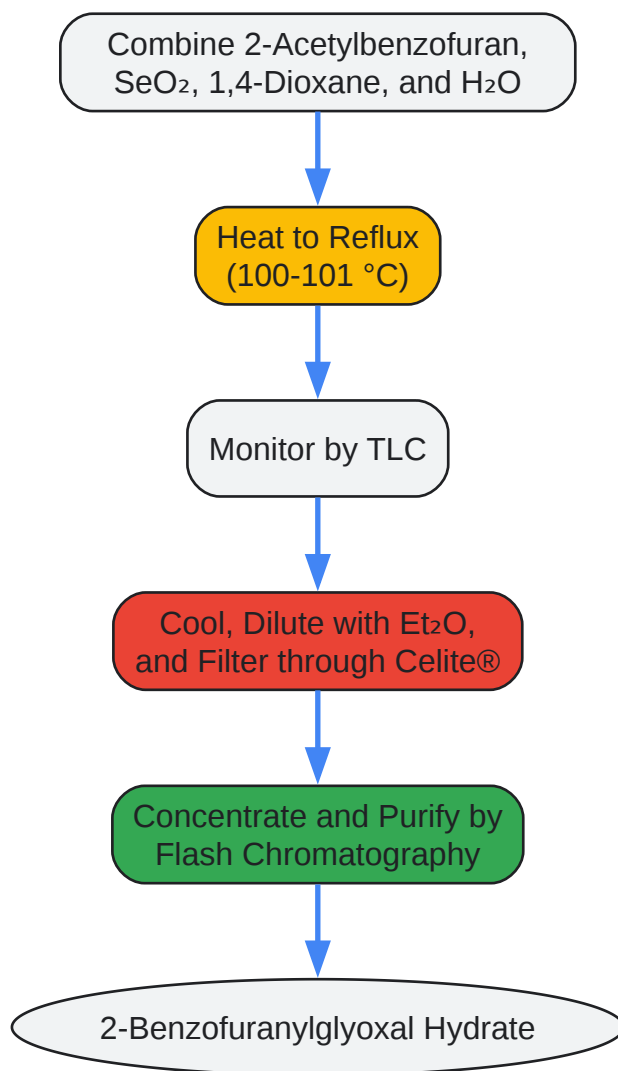 Combine 2-Acetylbenzofuran,
SeO₂, 1,4-Dioxane, and H₂O
Heat to Reflux
(100-101 °C)
Monitor by TLC
Cool, Dilute with Et₂O,
and Filter through Celite®
Concentrate and Purify by
Flash Chromatography
2-Benzofuranylglyoxal Hydrate